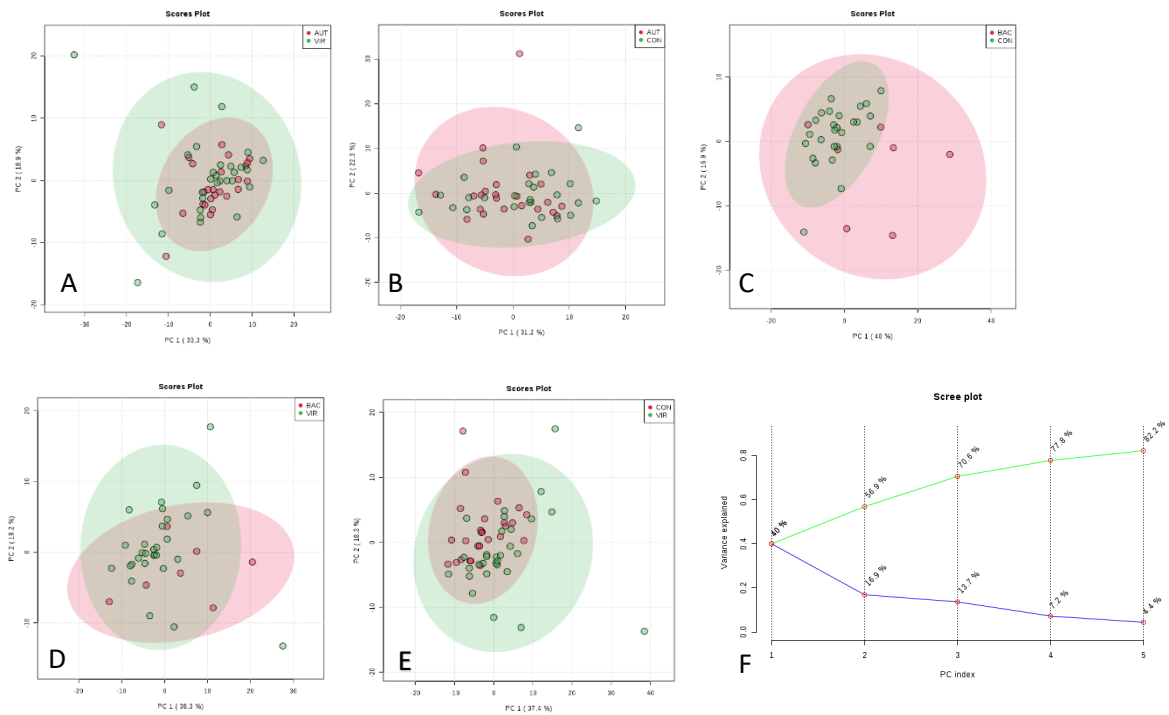 Scores Plot
AUT
VIR
20
10
0
-10
-20
-30
-10
0
10
20
PC 2 ( 18.9 %)
PC 1 ( 33.3 %)
A
Scores Plot
AUT
CON
30
20
10
0
-10
-20
-20
-10
0
10
20
PC 2 ( 22.3 %)
PC 1 ( 31.2 %)
B
Scores Plot
BAC
CON
10
0
-10
-20
-20
0
20
40
PC 2 ( 16.9 %)
PC 1 ( 40 %)
C
Scores Plot
BAC
VIR
20
10
0
-10
-20
-10
0
10
20
30
PC 2 ( 18.2 %)
PC 1 ( 38.3 %)
D
Scores Plot
CON
VIR
20
10
0
-10
-20
-20
-10
0
10
20
30
40
PC 2 ( 18.3 %)
PC 1 ( 37.4 %)
E
Scree plot
Variance explained
0.8
0.6
0.4
0.2
0.0
40 %
56.9 %
70.6 %
77.8 %
82.2 %
16.9 %
13.7 %
7.2 %
4.4 %
1
2
3
4
5
PC index
F